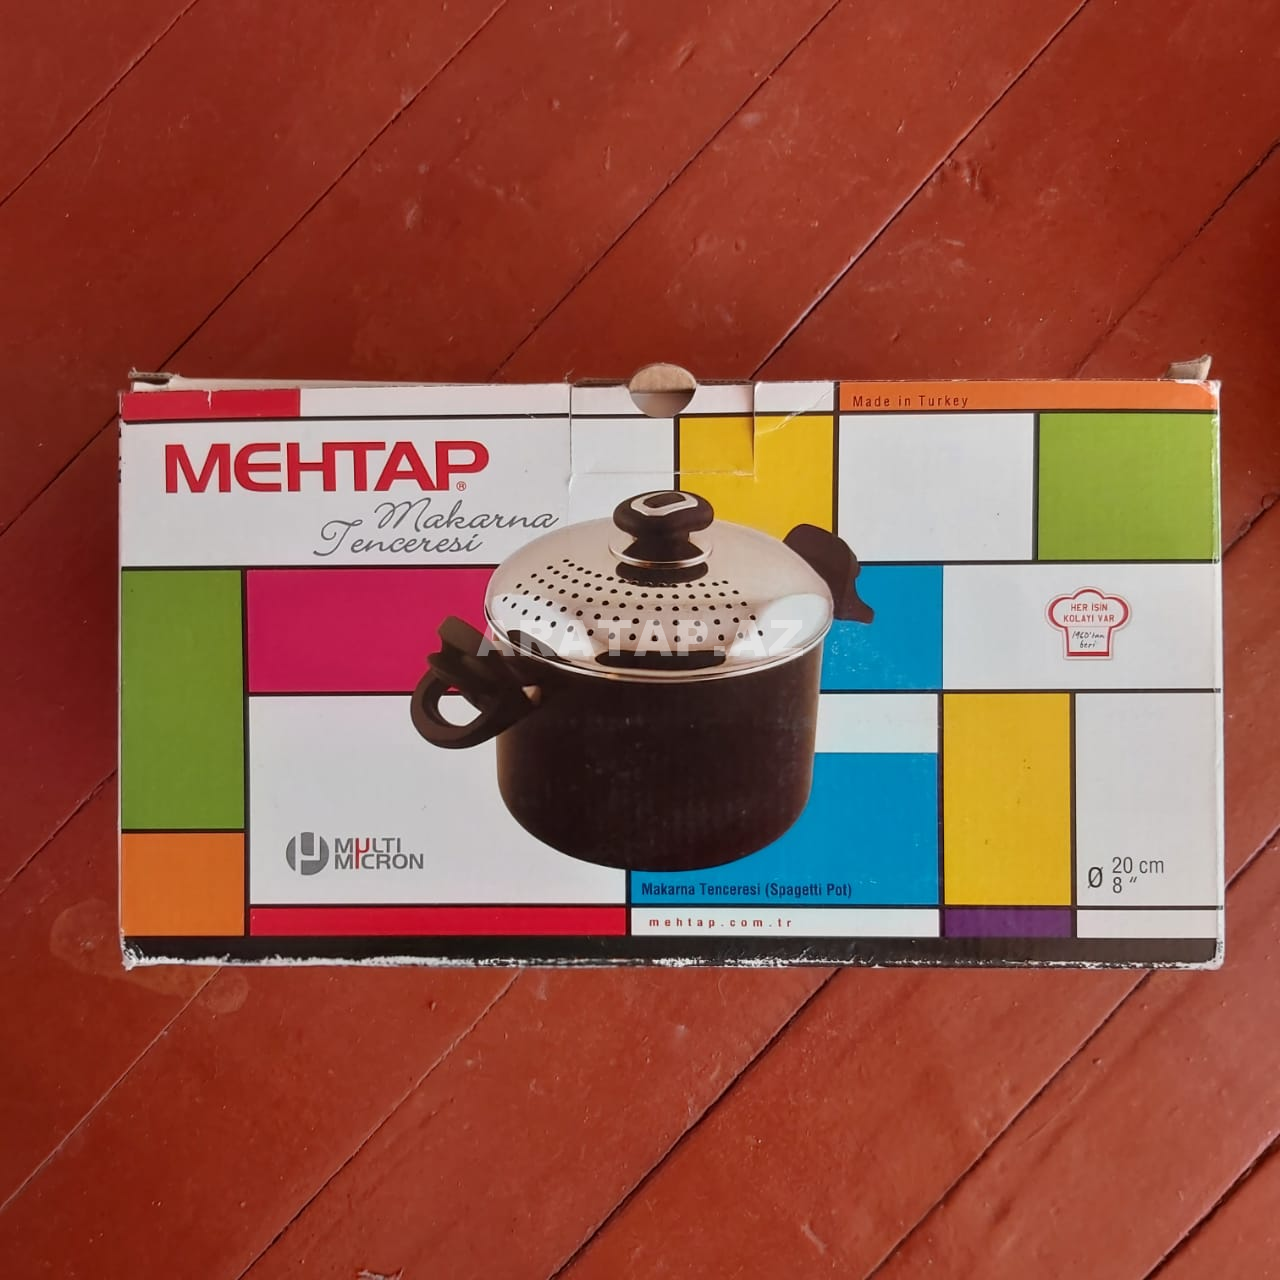 Made in Turkey
MEHTAP®
Makarna
Tenceresi
HER İŞİN
KOLAYI VAR
1960'tan
beri
ARATAP.AZ
MULTI
MICRON
Ø 20 cm
8"
Makarna Tenceresi (Spagetti Pot)
mehtap.com.tr